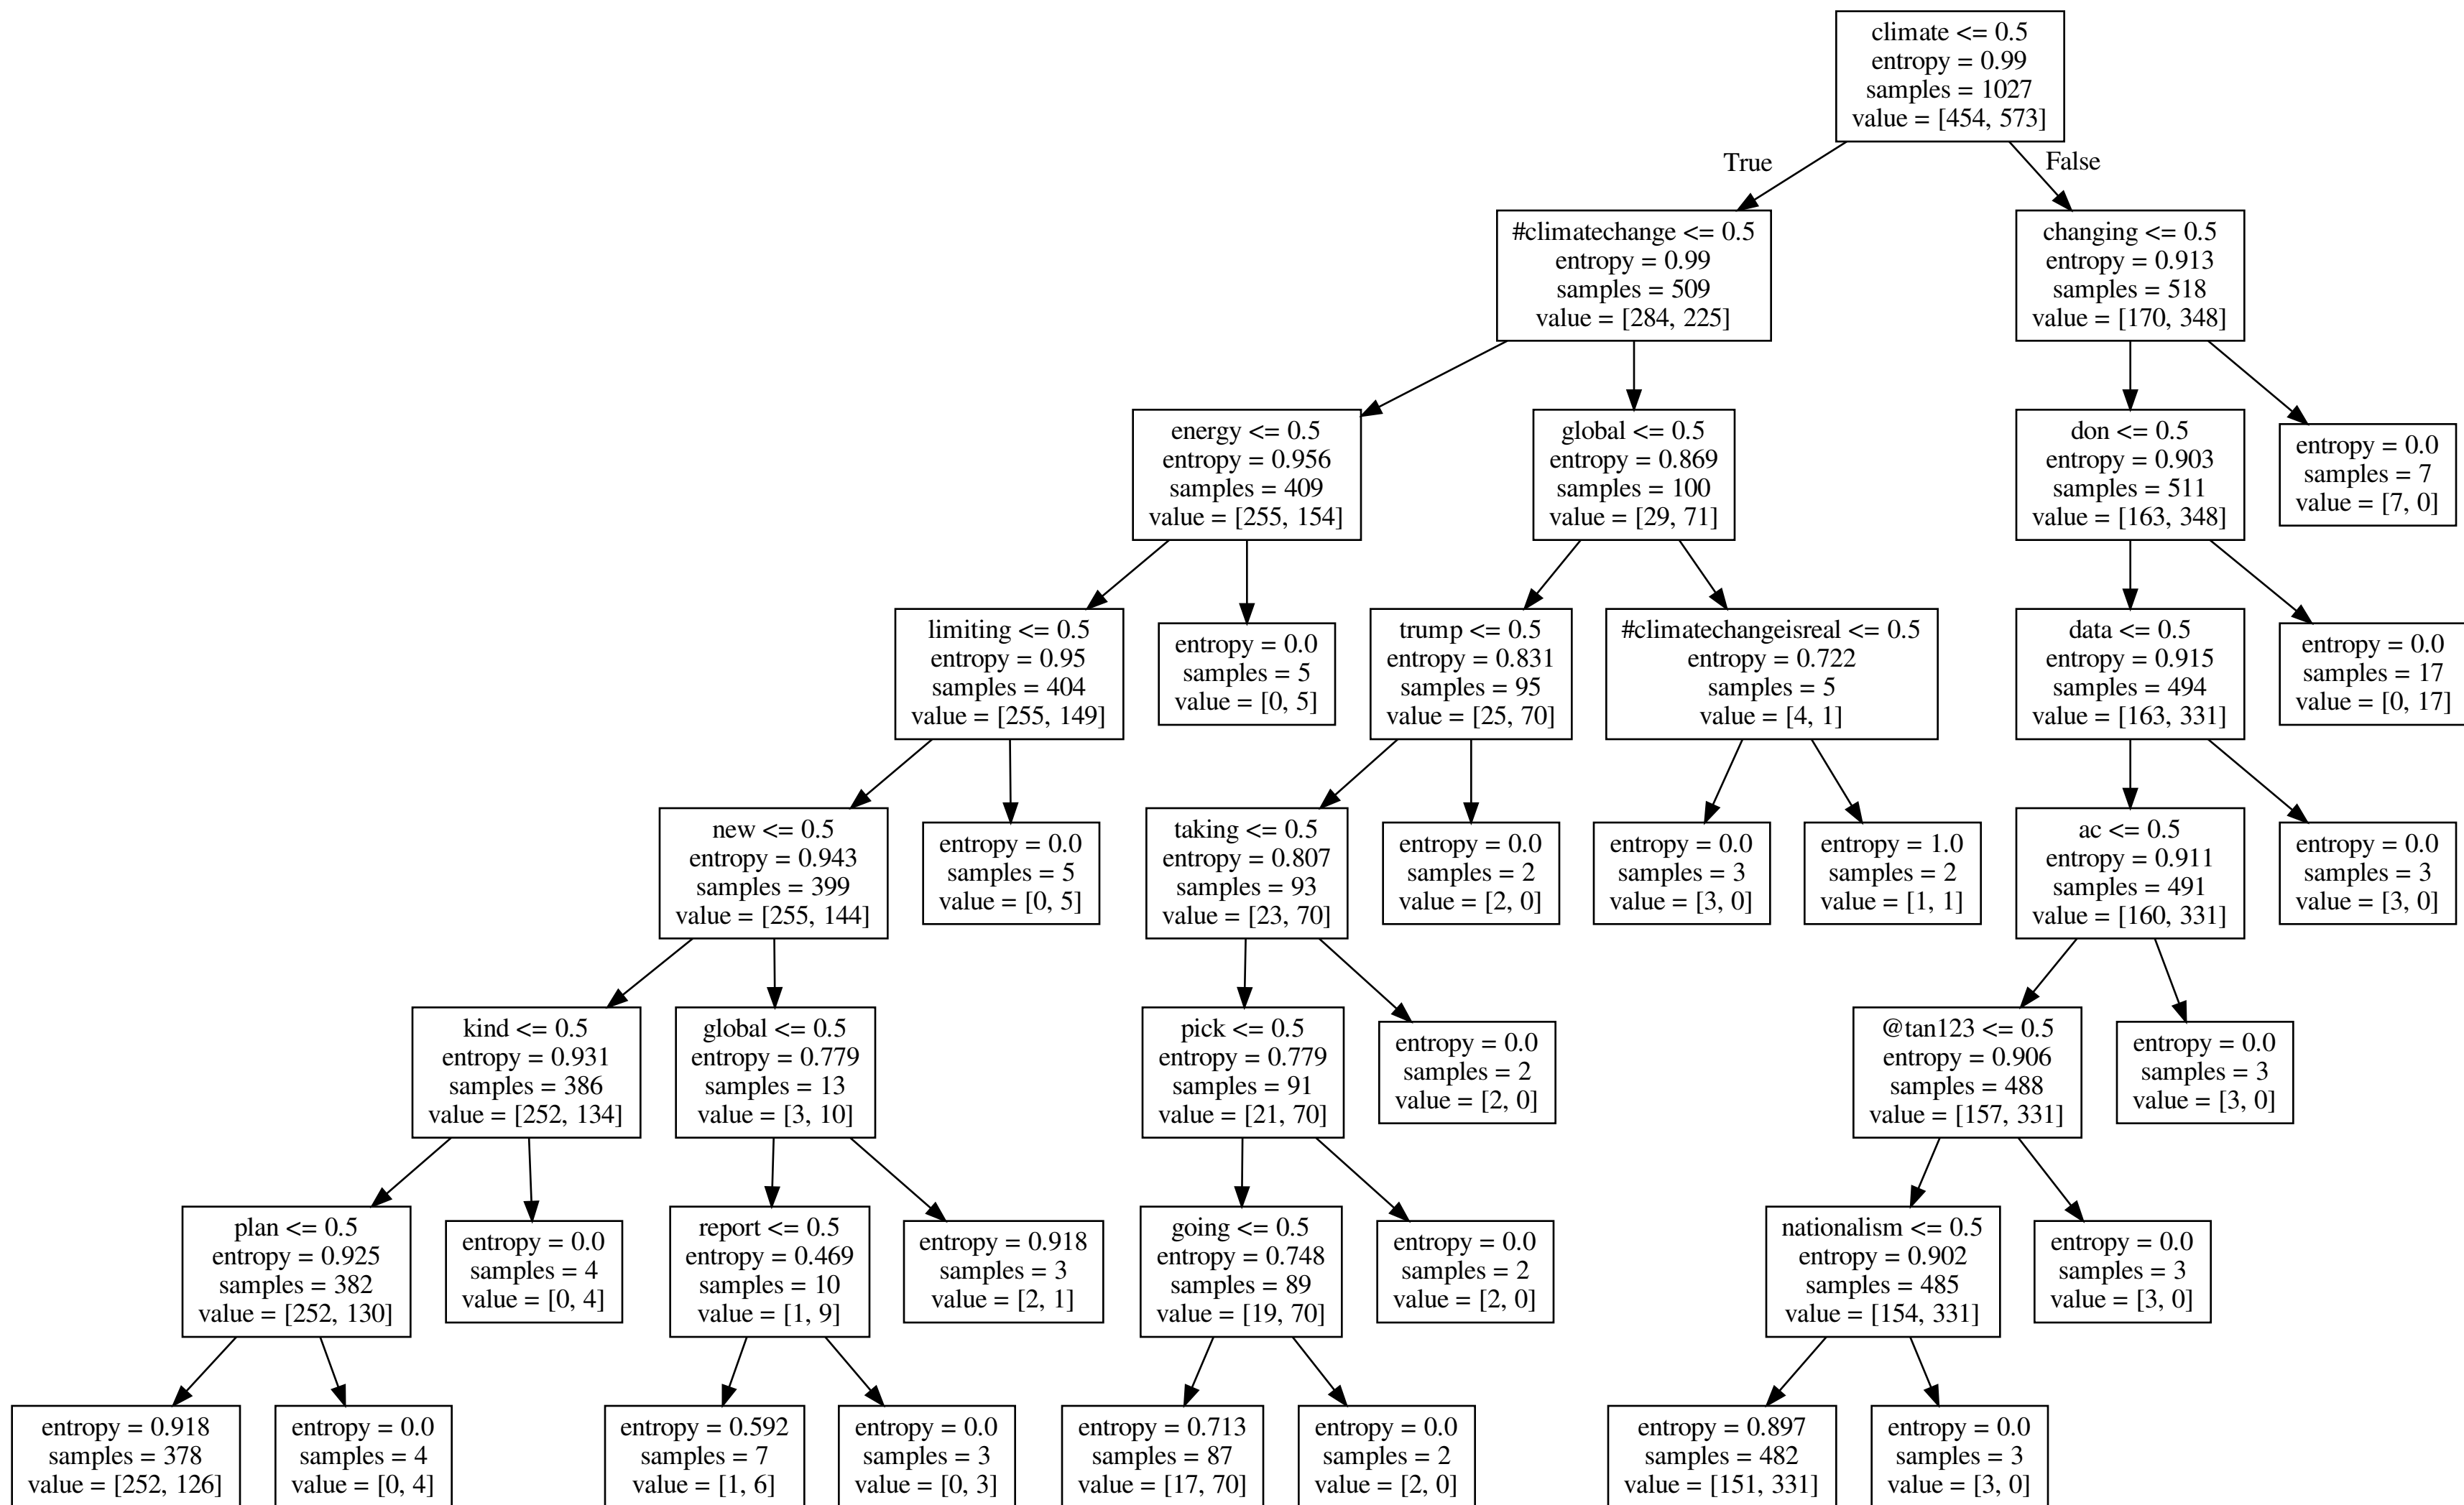 climate <= 0.5
entropy = 0.99
samples = 1027
value = [454, 573]
True
False
#climatechange <= 0.5
entropy = 0.99
samples = 509
value = [284, 225]
changing <= 0.5
entropy = 0.913
samples = 518
value = [170, 348]
energy <= 0.5
entropy = 0.956
samples = 409
value = [255, 154]
global <= 0.5
entropy = 0.869
samples = 100
value = [29, 71]
don <= 0.5
entropy = 0.903
samples = 511
value = [163, 348]
entropy = 0.0
samples = 7
value = [7, 0]
limiting <= 0.5
entropy = 0.95
samples = 404
value = [255, 149]
entropy = 0.0
samples = 5
value = [0, 5]
trump <= 0.5
entropy = 0.831
samples = 95
value = [25, 70]
#climatechangeisreal <= 0.5
entropy = 0.722
samples = 5
value = [4, 1]
data <= 0.5
entropy = 0.915
samples = 494
value = [163, 331]
entropy = 0.0
samples = 17
value = [0, 17]
new <= 0.5
entropy = 0.943
samples = 399
value = [255, 144]
entropy = 0.0
samples = 5
value = [0, 5]
taking <= 0.5
entropy = 0.807
samples = 93
value = [23, 70]
entropy = 0.0
samples = 2
value = [2, 0]
entropy = 0.0
samples = 3
value = [3, 0]
entropy = 1.0
samples = 2
value = [1, 1]
ac <= 0.5
entropy = 0.911
samples = 491
value = [160, 331]
entropy = 0.0
samples = 3
value = [3, 0]
kind <= 0.5
entropy = 0.931
samples = 386
value = [252, 134]
global <= 0.5
entropy = 0.779
samples = 13
value = [3, 10]
pick <= 0.5
entropy = 0.779
samples = 91
value = [21, 70]
entropy = 0.0
samples = 2
value = [2, 0]
@tan123 <= 0.5
entropy = 0.906
samples = 488
value = [157, 331]
entropy = 0.0
samples = 3
value = [3, 0]
plan <= 0.5
entropy = 0.925
samples = 382
value = [252, 130]
entropy = 0.0
samples = 4
value = [0, 4]
report <= 0.5
entropy = 0.469
samples = 10
value = [1, 9]
entropy = 0.918
samples = 3
value = [2, 1]
going <= 0.5
entropy = 0.748
samples = 89
value = [19, 70]
entropy = 0.0
samples = 2
value = [2, 0]
nationalism <= 0.5
entropy = 0.902
samples = 485
value = [154, 331]
entropy = 0.0
samples = 3
value = [3, 0]
entropy = 0.918
samples = 378
value = [252, 126]
entropy = 0.0
samples = 4
value = [0, 4]
entropy = 0.592
samples = 7
value = [1, 6]
entropy = 0.0
samples = 3
value = [0, 3]
entropy = 0.713
samples = 87
value = [17, 70]
entropy = 0.0
samples = 2
value = [2, 0]
entropy = 0.897
samples = 482
value = [151, 331]
entropy = 0.0
samples = 3
value = [3, 0]